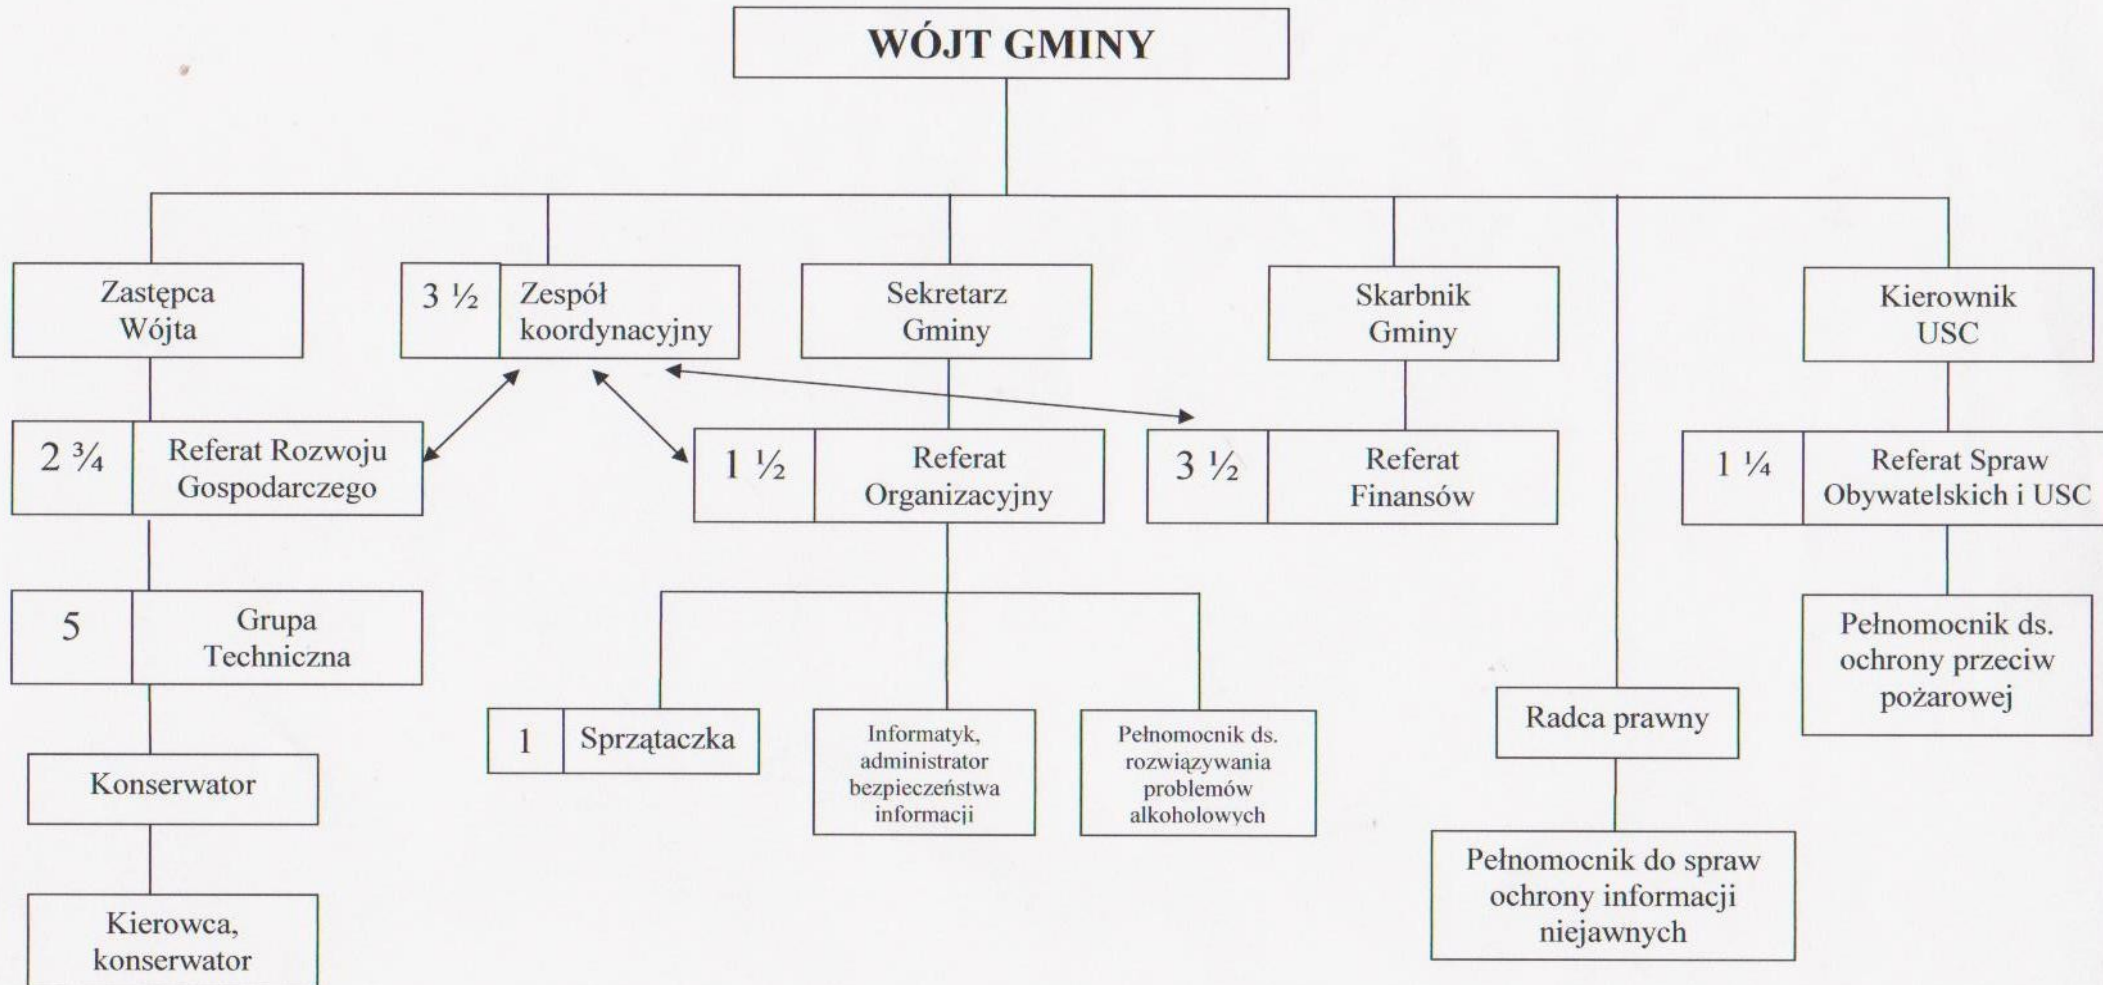 WÓJT GMINY
Zastępca
Wójta
3 ½
Zespół
koordynacyjny
Sekretarz
Gminy
Skarbnik
Gminy
Kierownik
USC
2 ¾
Referat Rozwoju
Gospodarczego
1 ½
Referat
Organizacyjny
3 ½
Referat
Finansów
1 ¼
Referat Spraw
Obywatelskich i USC
5
Grupa
Techniczna
Pełnomocnik ds.
ochrony przeciw
pożarowej
1
Sprzątaczka
Informatyk,
administrator
bezpieczeństwa
informacji
Pełnomocnik ds.
rozwiązywania
problemów
alkoholowych
Radca prawny
Konserwator
Pełnomocnik do spraw
ochrony informacji
niejawnych
Kierowca,
konserwator